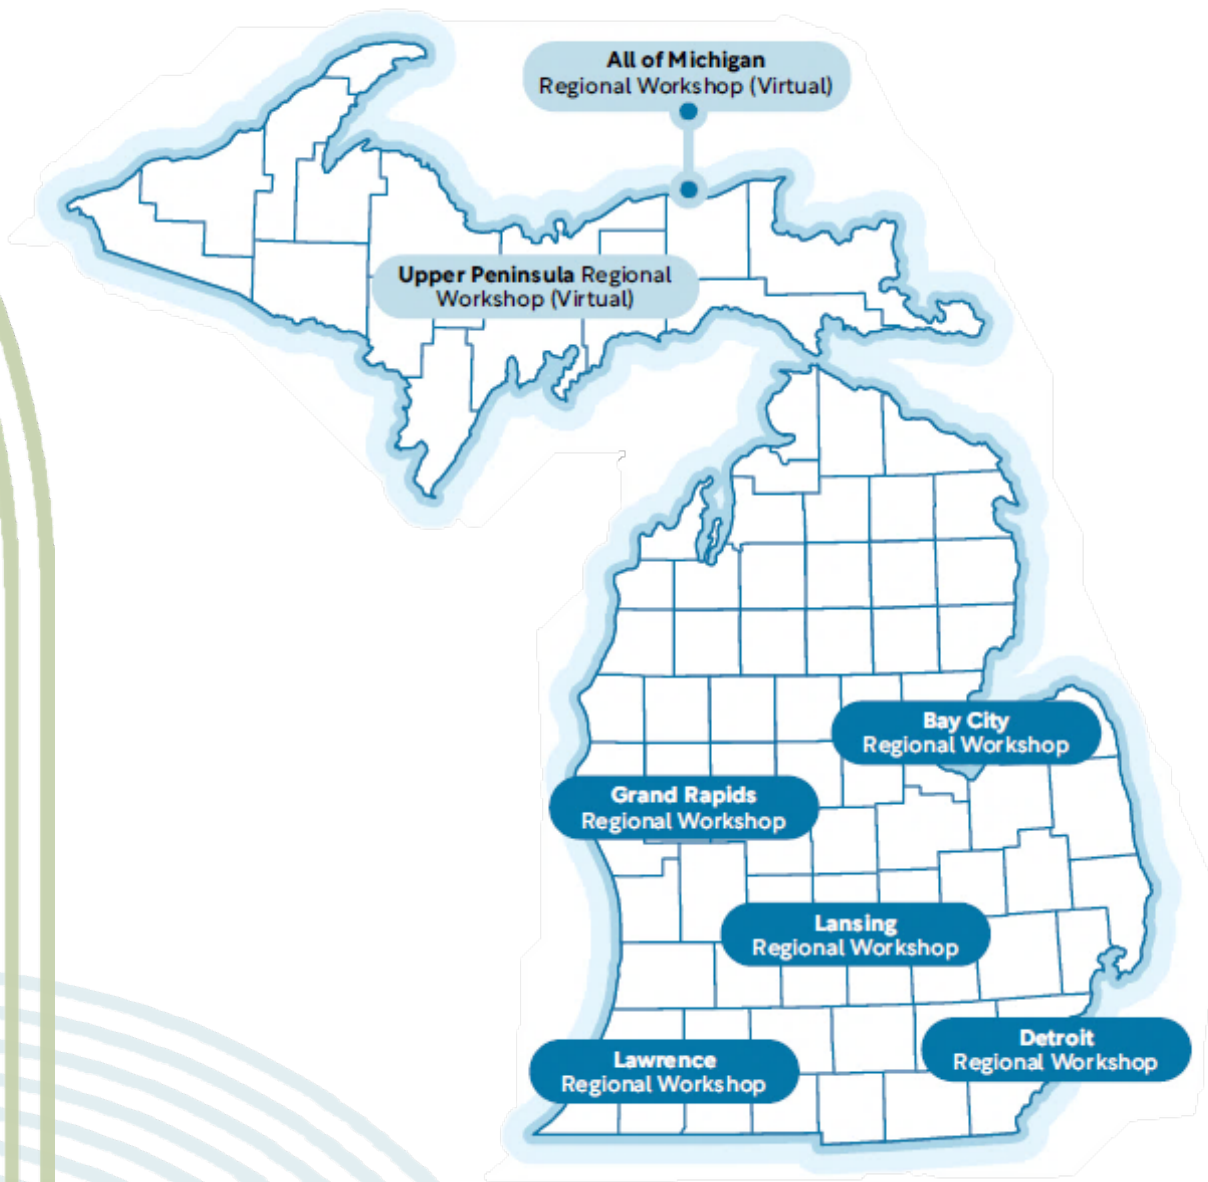 All of Michigan
Regional Workshop (Virtual)
Upper Peninsula Regional
Workshop (Virtual)
Bay City
Regional Workshop
Grand Rapids
Regional Workshop
Lansing
Regional Workshop
Detroit
Regional Workshop
Lawrence
Regional Workshop